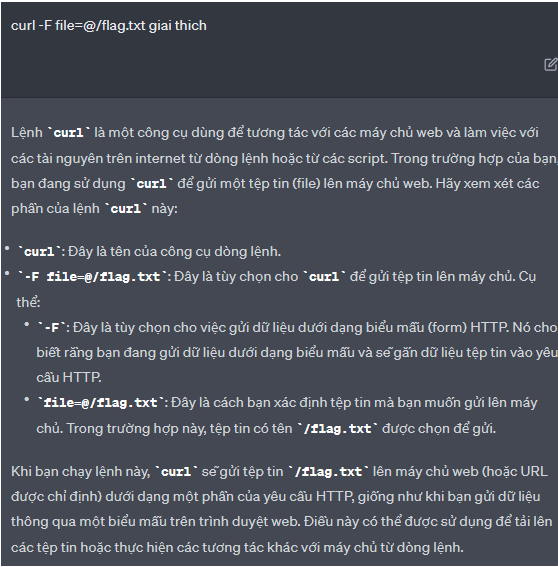 curl -F file=@/flag.txt giai thich
Lệnh `curl` là một công cụ dùng để tương tác với các máy chủ web và làm việc với
các tài nguyên trên internet từ dòng lệnh hoặc từ các script. Trong trường hợp của bạn,
bạn đang sử dụng `curl` để gửi một tệp tin (file) lên máy chủ web. Hãy xem xét các
phần của lệnh `curl` này:
• `curl`: Đây là tên của công cụ dòng lệnh.
• `-F file=@/flag.txt`: Đây là tùy chọn cho `curl` để gửi tệp tin lên máy chủ. Cụ
thể:
• `-F`: Đây là tùy chọn cho việc gửi dữ liệu dưới dạng biểu mẫu (form) HTTP. Nó cho
biết rằng bạn đang gửi dữ liệu dưới dạng biểu mẫu và sẽ gắn dữ liệu tệp tin vào yêu
cầu HTTP.
• `file=@/flag.txt`: Đây là cách bạn xác định tệp tin mà bạn muốn gửi lên máy
chủ. Trong trường hợp này, tệp tin có tên `/flag.txt` được chọn để gửi.
Khi bạn chạy lệnh này, `curl` sẽ gửi tệp tin `/flag.txt` lên máy chủ web (hoặc URL
được chỉ định) dưới dạng một phần của yêu cầu HTTP, giống như khi bạn gửi dữ liệu
thông qua một biểu mẫu trên trình duyệt web. Điều này có thể được sử dụng để tải lên
các tệp tin hoặc thực hiện các tương tác khác với máy chủ từ dòng lệnh.